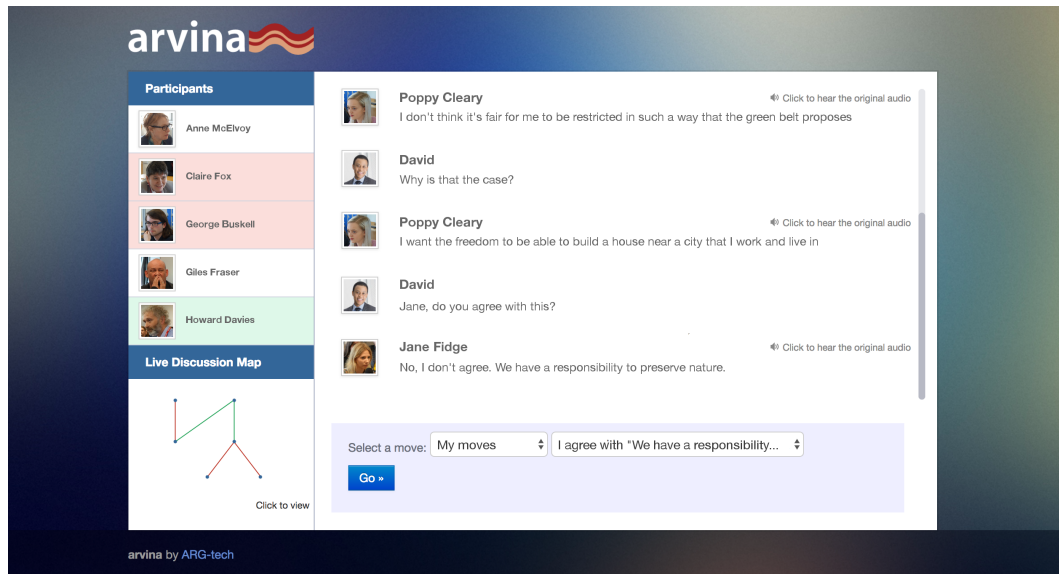 arvina
Participants
Anne McElvoy
Claire Fox
George Buskell
Giles Fraser
Howard Davies
Live Discussion Map
Click to view
Poppy Cleary
Click to hear the original audio
I don't think it's fair for me to be restricted in such a way that the green belt proposes
David
Why is that the case?
Poppy Cleary
Click to hear the original audio
I want the freedom to be able to build a house near a city that I work and live in
David
Jane, do you agree with this?
Jane Fidge
Click to hear the original audio
No, I don't agree. We have a responsibility to preserve nature.
Select a move: My moves I agree with "We have a responsibility...
Go »
arvina by ARG-tech